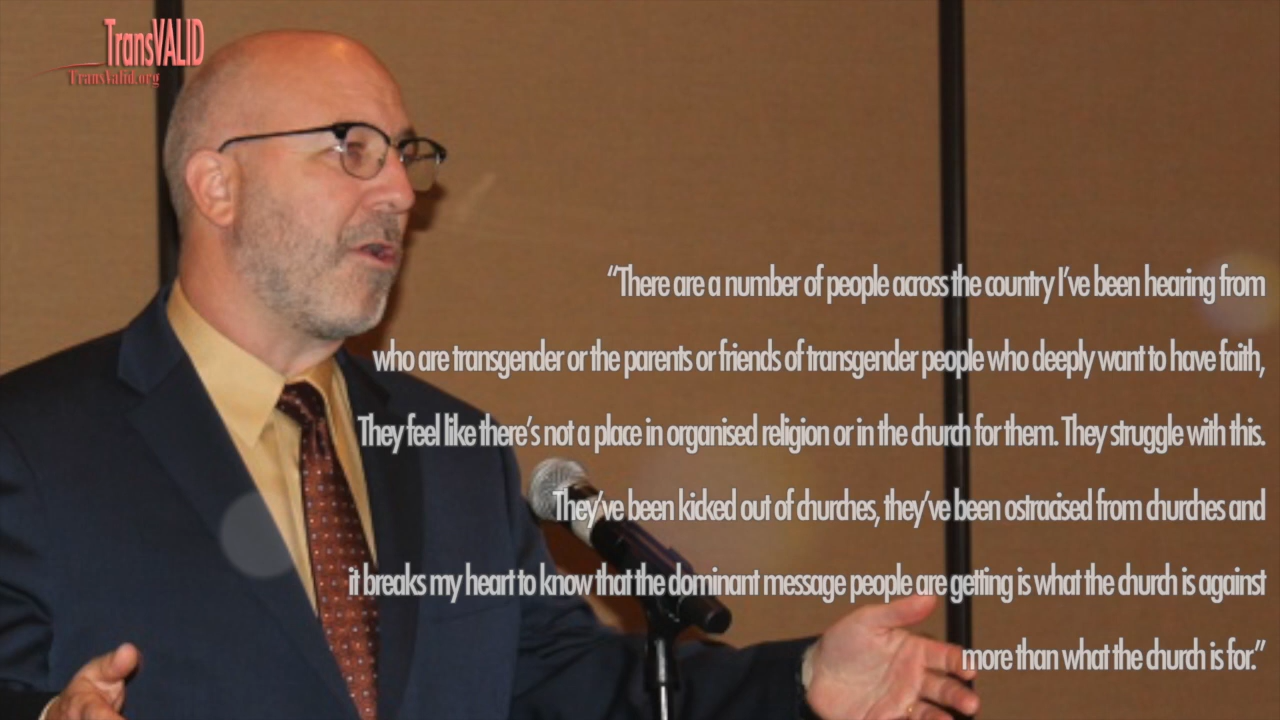 TransVALID
TransValid.org
“There are a number of people across the country I’ve been hearing from
who are transgender or the parents or friends of transgender people who deeply want to have faith,
They feel like there’s not a place in organised religion or in the church for them. They struggle with this.
They’ve been kicked out of churches, they’ve been ostracised from churches and
it breaks my heart to know that the dominant message people are getting is what the church is against
more than what the church is for.”